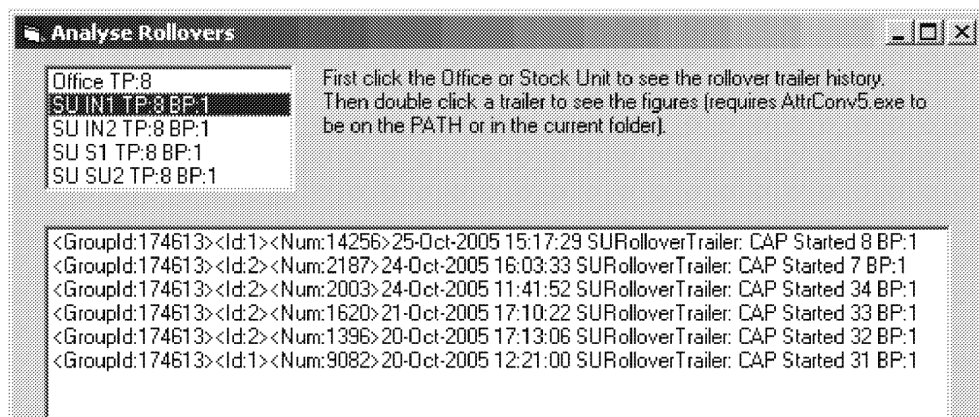 Analyse Rollovers
Office TP:8
SU IN1 TP:8 BP:1
SU IN2 TP:8 BP:1
SU S1 TP:8 BP:1
SU SU2 TP:8 BP:1
First click the Office or Stock Unit to see the rollover trailer history.
Then double click a trailer to see the figures (requires AttrConv5.exe to
be on the PATH or in the current folder).
<GroupId:174613><Id:1><Num:14256>25-Oct-2005 15:17:29 SURolloverTrailer: CAP Started 8 BP:1
<GroupId:174613><Id:2><Num:2187>24-Oct-2005 16:03:33 SURolloverTrailer: CAP Started 7 BP:1
<GroupId:174613><Id:2><Num:2003>24-Oct-2005 11:41:52 SURolloverTrailer: CAP Started 34 BP:1
<GroupId:174613><Id:2><Num:1620>21-Oct-2005 17:10:22 SURolloverTrailer: CAP Started 33 BP:1
<GroupId:174613><Id:2><Num:1396>20-Oct-2005 17:13:06 SURolloverTrailer: CAP Started 32 BP:1
<GroupId:174613><Id:1><Num:9082>20-Oct-2005 12:21:00 SURolloverTrailer: CAP Started 31 BP:1